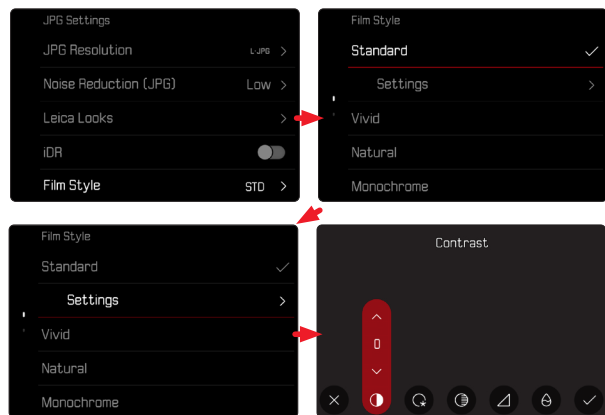 JPG Settings
JPG Resolution L-JPG
Noise Reduction (JPG) Low
Leica Looks
iDR
Film Style STD
Film Style
Standard
Settings
Vivid
Natural
Monochrome
Film Style
Standard
Settings
Vivid
Natural
Monochrome
Contrast
0